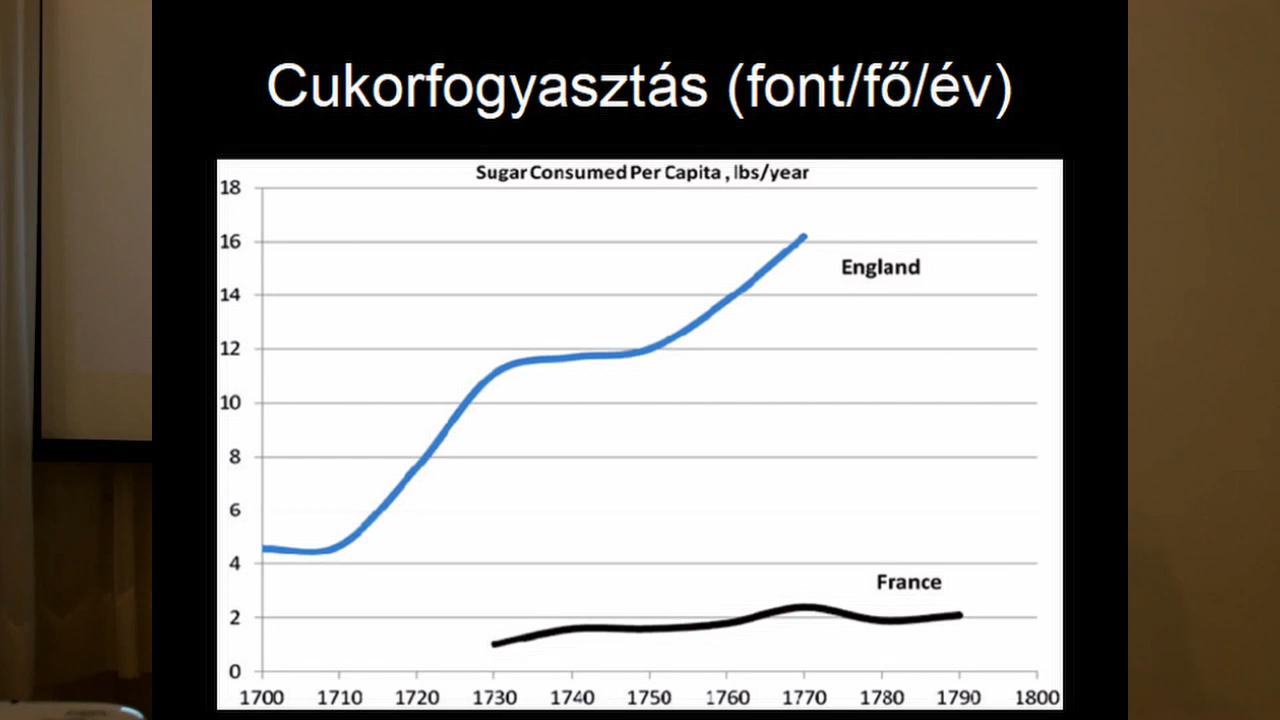 Cukorfogyasztás (font/fő/év)
Sugar Consumed Per Capita , lbs/year
18
16
England
14
12
10
8
6
4
France
2
0
1700 1710 1720 1730 1740 1750 1760 1770 1780 1790 1800